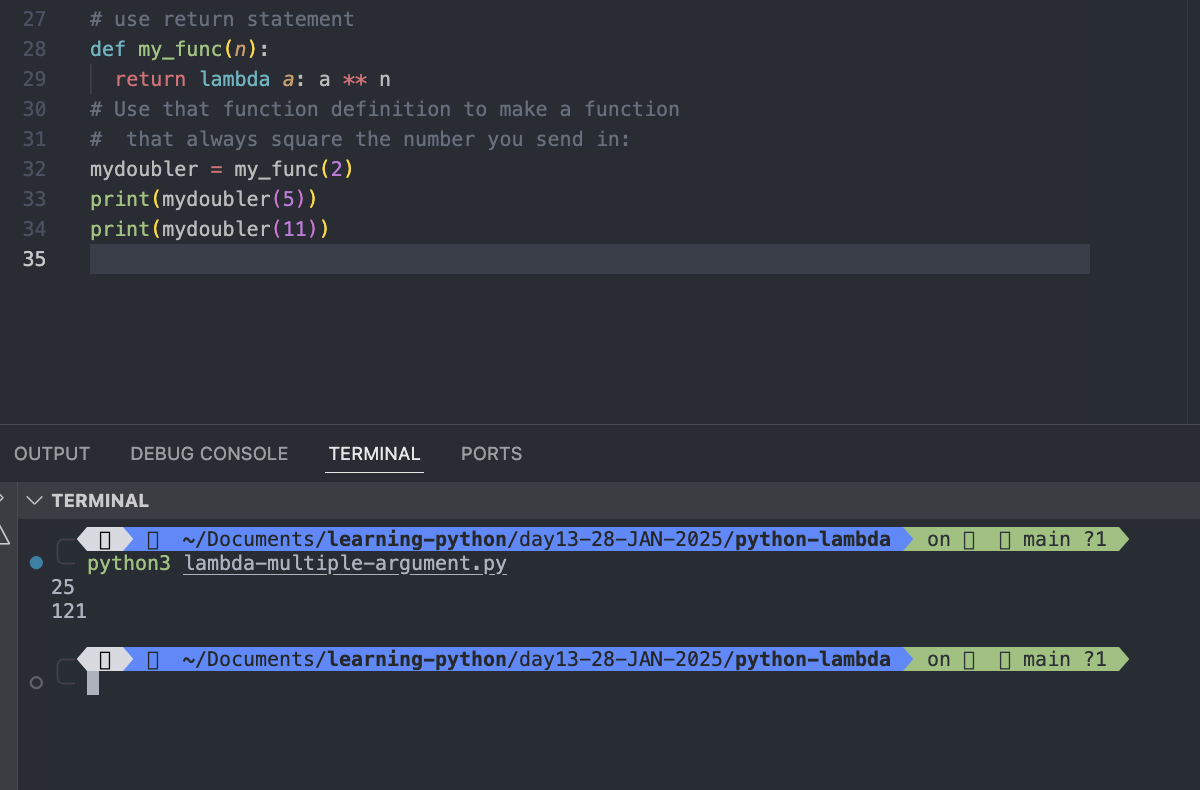 27 # use return statement
28 def my_func(n):
29 return lambda a: a ** n
30 # Use that function definition to make a function
31 #  that always square the number you send in:
32 mydoubler = my_func(2)
33 print(mydoubler(5))
34 print(mydoubler(11))
35
OUTPUT DEBUG CONSOLE TERMINAL PORTS
TERMINAL
~/Documents/learning-python/day13-28-JAN-2025/python-lambda on main ?1
python3 lambda-multiple-argument.py
25
121
~/Documents/learning-python/day13-28-JAN-2025/python-lambda on main ?1